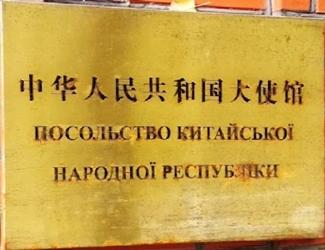 中华人民共和国大使馆
ПОСОЛЬСТВО КИТАЙСЬКОЇ
НАРОДНОЇ РЕСПУБЛІКИ